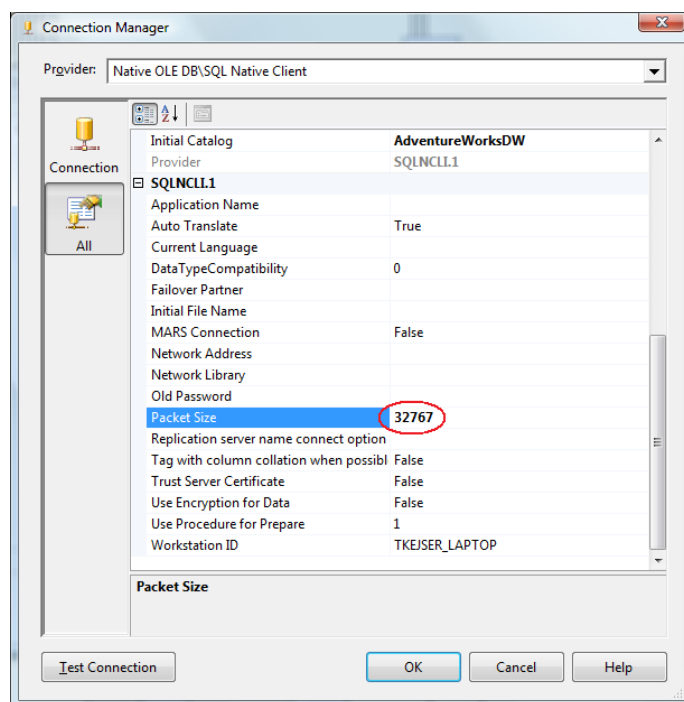 Connection Manager
Provider: Native OLE DB\SQL Native Client
Connection
All
Initial Catalog AdventureWorksDW
Provider SQLNCLI.1
SQLNCLI.1
Application Name
Auto Translate True
Current Language
DataTypeCompatibility 0
Failover Partner
Initial File Name
MARS Connection False
Network Address
Network Library
Old Password
Packet Size 32767
Replication server name connect option
Tag with column collation when possibl False
Trust Server Certificate False
Use Encryption for Data False
Use Procedure for Prepare 1
Workstation ID TKEJSER_LAPTOP
Packet Size
Test Connection OK Cancel Help